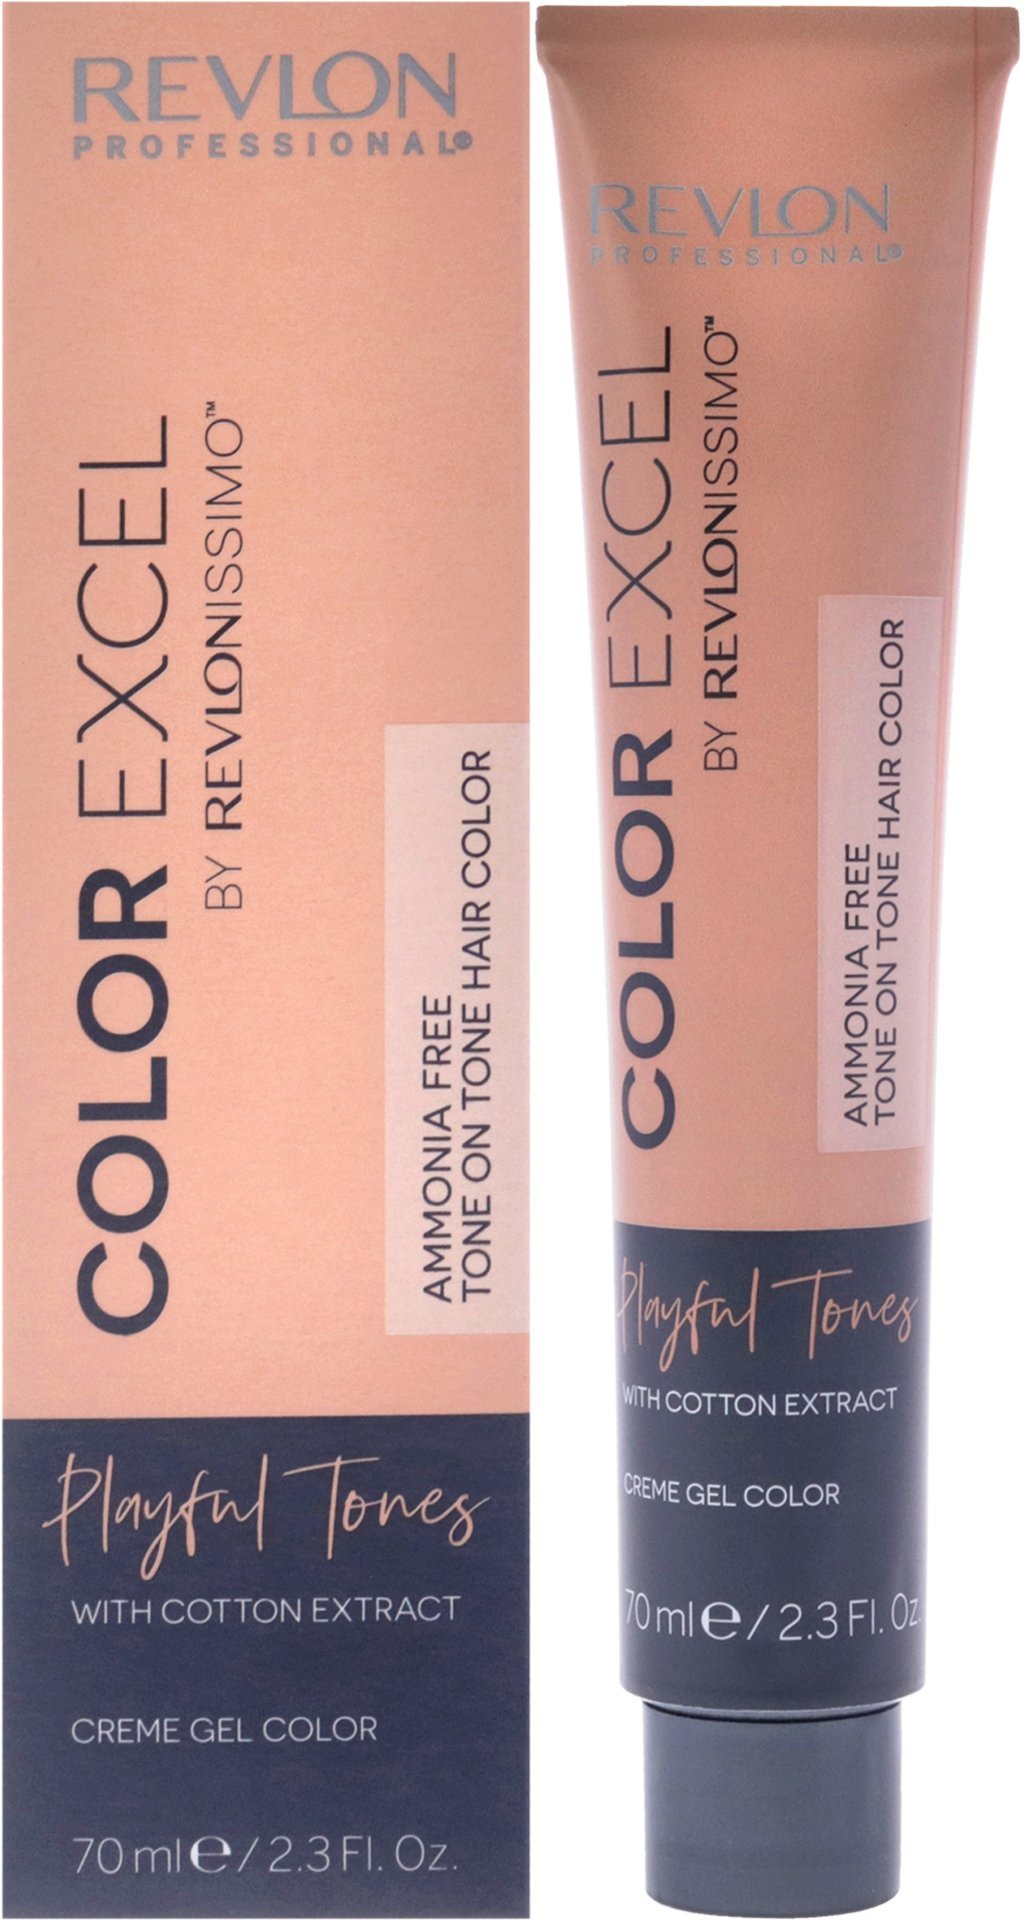 REVLON
PROFESSIONAL®
COLOR EXCEL
BY REVLONISSIMO™
AMMONIA FREE
TONE ON TONE HAIR COLOR
Playful Tones
WITH COTTON EXTRACT
CREME GEL COLOR
70 ml℮/2.3 Fl. Oz.
REVLON
PROFESSIONAL®
COLOR EXCEL
BY REVLONISSIMO™
AMMONIA FREE
TONE ON TONE HAIR COLOR
Playful Tones
WITH COTTON EXTRACT
CREME GEL COLOR
70 ml℮/2.3 Fl. Oz.